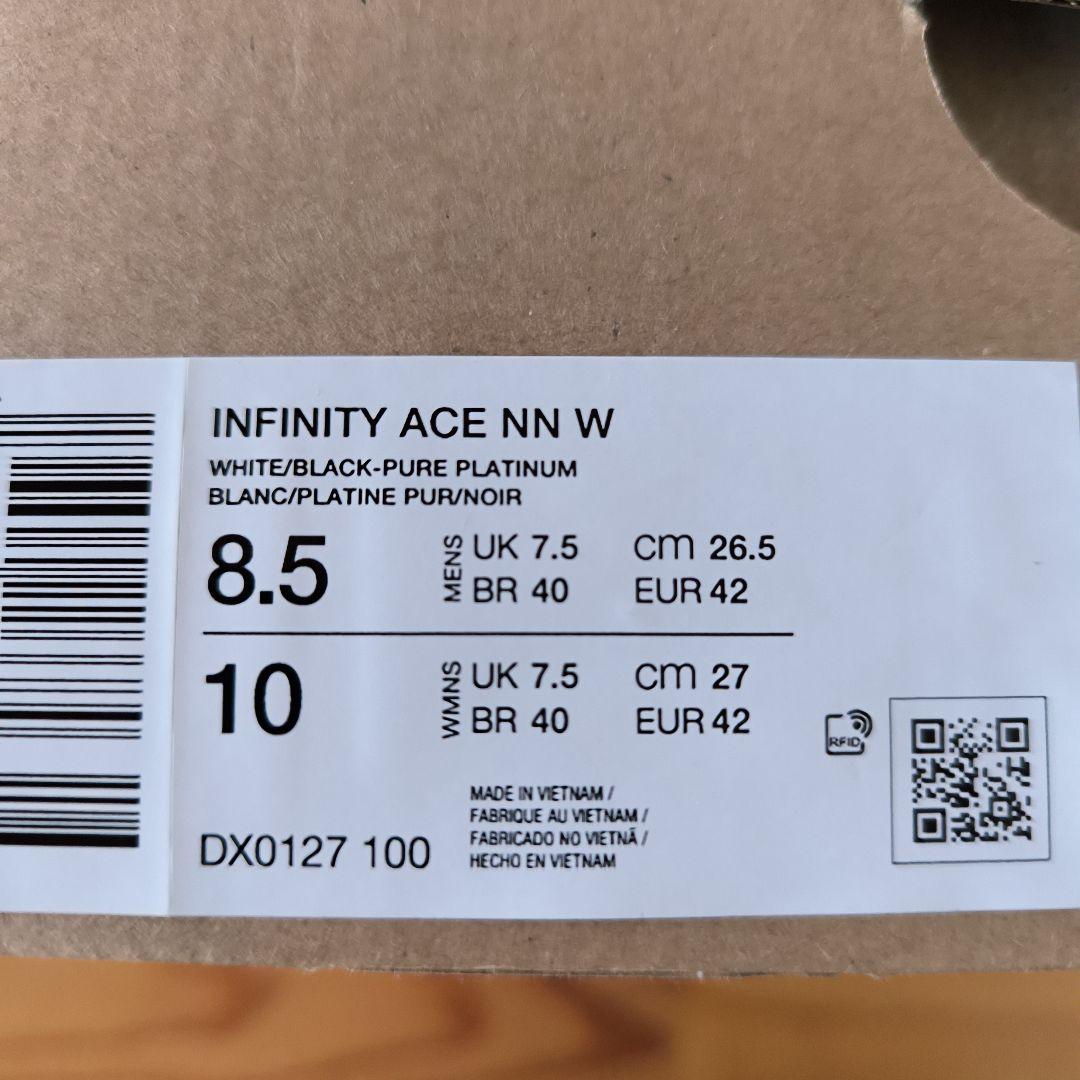 INFINITY ACE NN W
WHITE/BLACK-PURE PLATINUM
BLANC/PLATINE PUR/NOIR
8.5 MENS UK 7.5 CM 26.5
BR 40 EUR 42
10 WMNS UK 7.5 CM 27
BR 40 EUR 42
RFID
MADE IN VIETNAM /
FABRIQUE AU VIETNAM /
FABRICADO NO VIETNÃ /
HECHO EN VIETNAM
DX0127 100